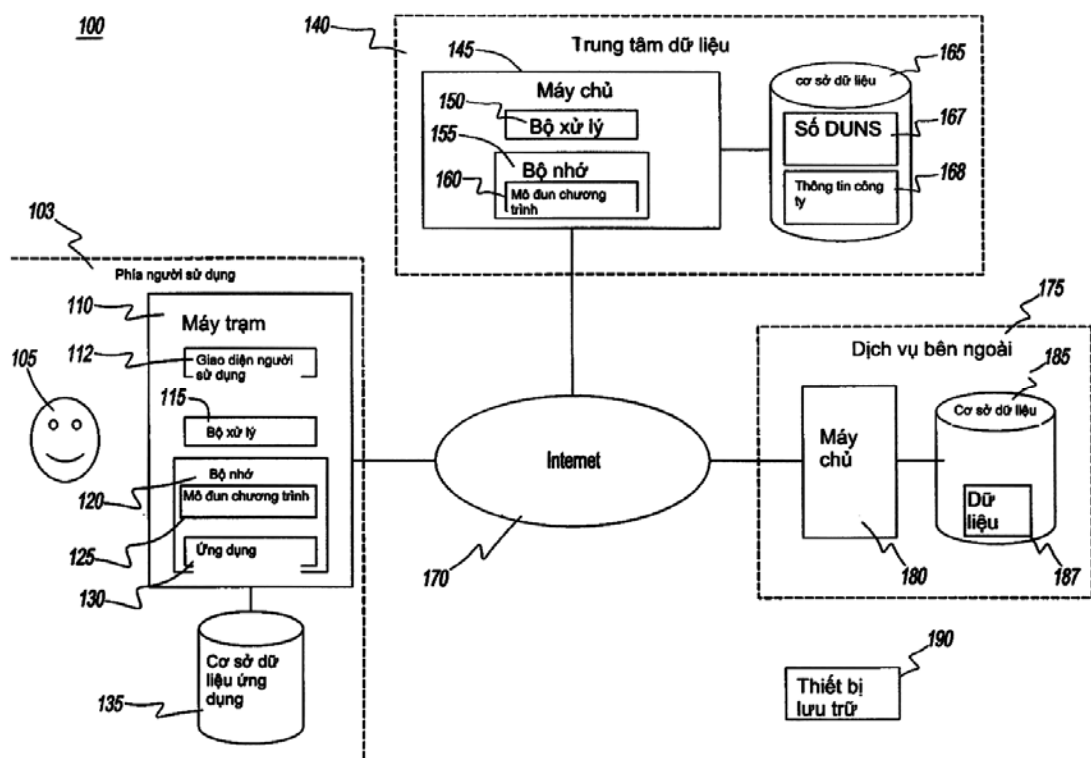 100
140
Trung tâm dữ liệu
145
Máy chủ
150
Bộ xử lý
155
Bộ nhớ
160
Mô đun chương
trình
cơ sở dữ liệu
165
Số DUNS
167
Thông tin công
ty
168
103
Phía người sử dụng
110
Máy trạm
112
Giao diện người
sử dụng
105
115
Bộ xử lý
Bộ nhớ
120
Mô đun chương trình
125
Ứng dụng
130
Cơ sở dữ
liệu ứng
dụng
135
Internet
170
175
Dịch vụ bên ngoài
185
Cơ sở dữ liệu
Máy
chủ
Dữ
liệu
180
187
190
Thiết bị
lưu trữ